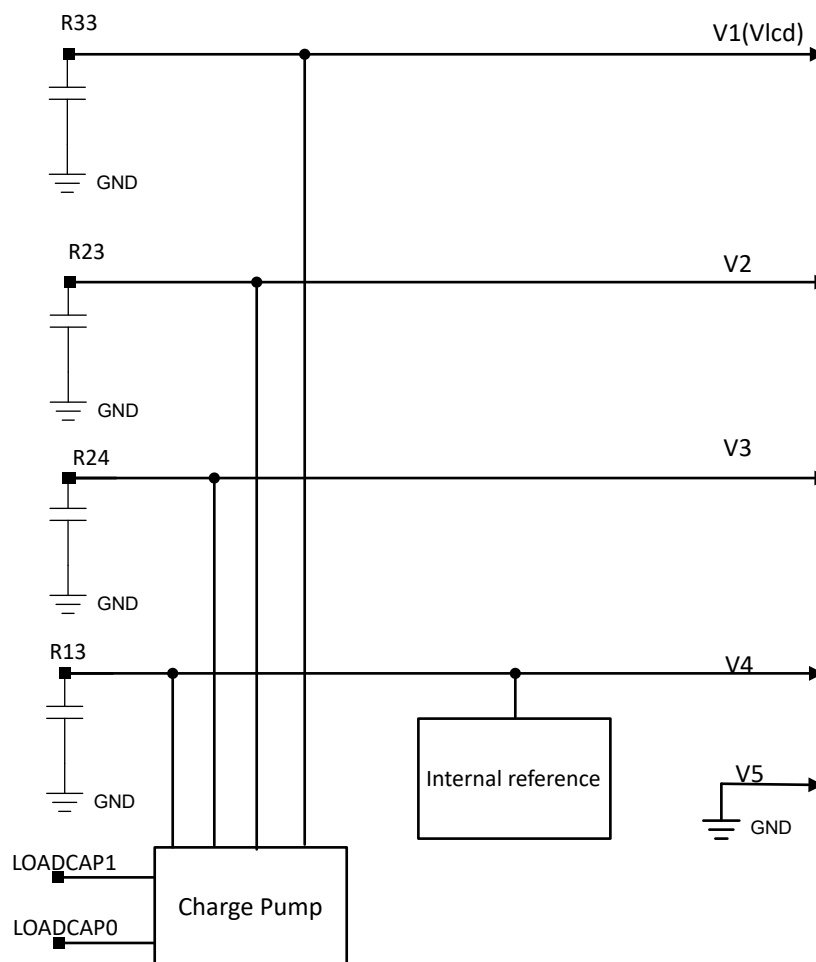 R33
V1(Vlcd)
GND
R23
V2
GND
R24
V3
GND
R13
V4
Internal reference
V5
GND
GND
LOADCAP1
Charge Pump
LOADCAP0